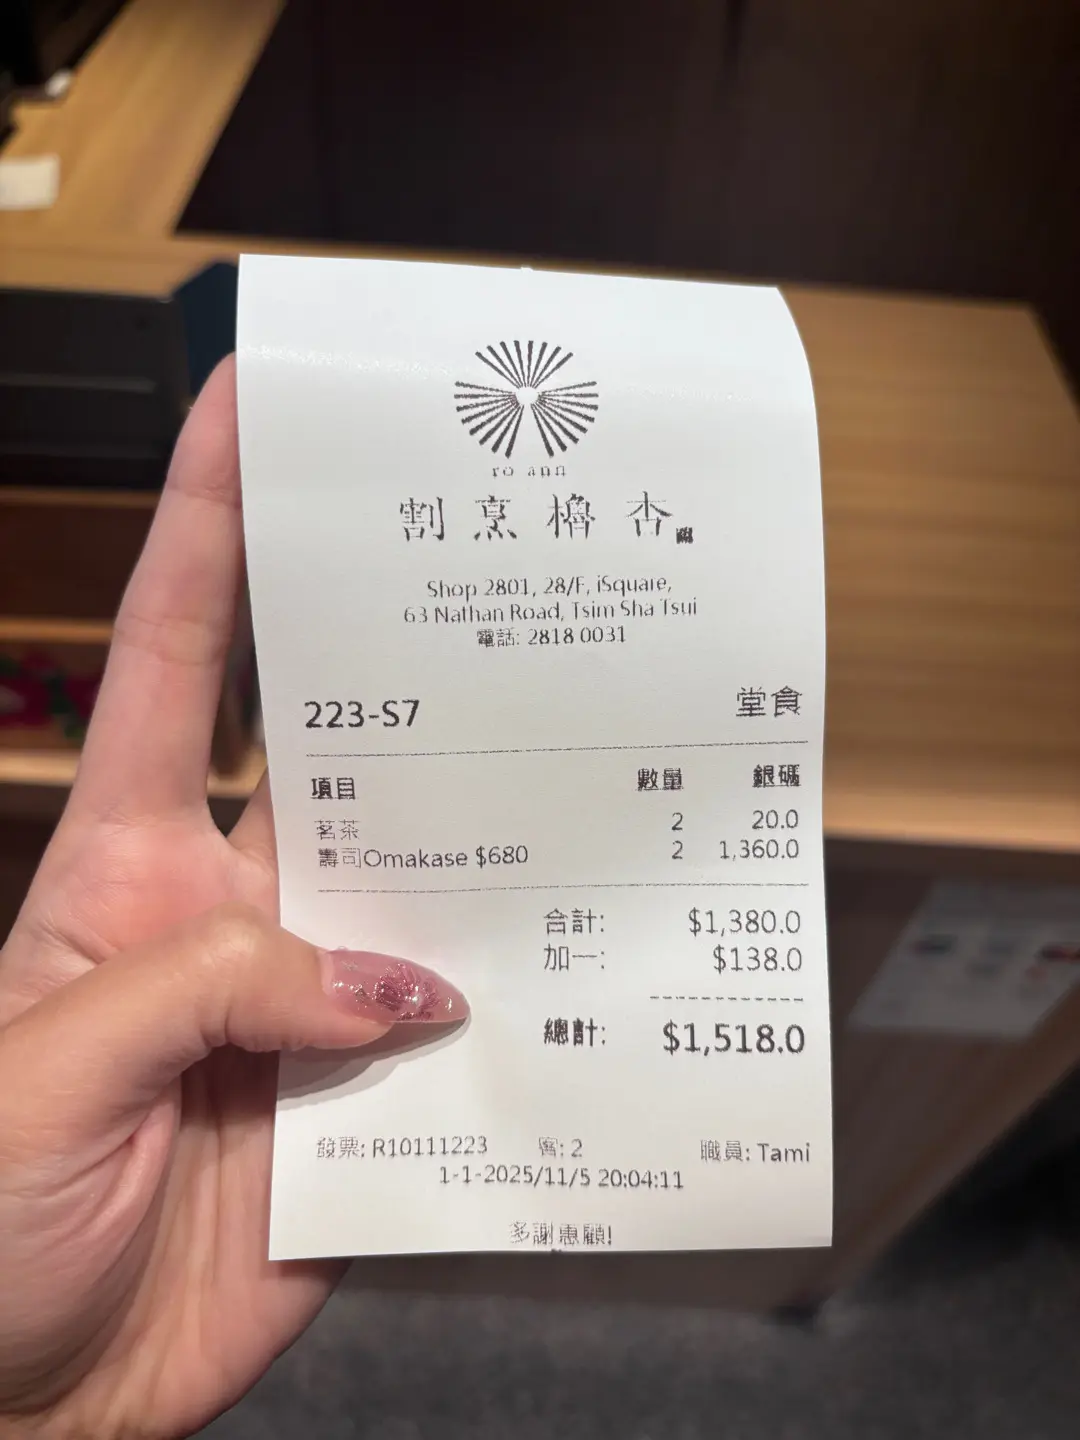 ro ann
割烹櫓杏
Shop 2801, 28/F, iSquare,
63 Nathan Road, Tsim Sha Tsui
電話: 2818 0031
223-S7 堂食
項目 數量 銀碼
茗茶 2 20.0
壽司Omakase $680 2 1,360.0
合計: $1,380.0
加一: $138.0
總計: $1,518.0
發票: R10111223 客: 2 職員: Tami
1-1-2025/11/5 20:04:11
多謝惠顧!